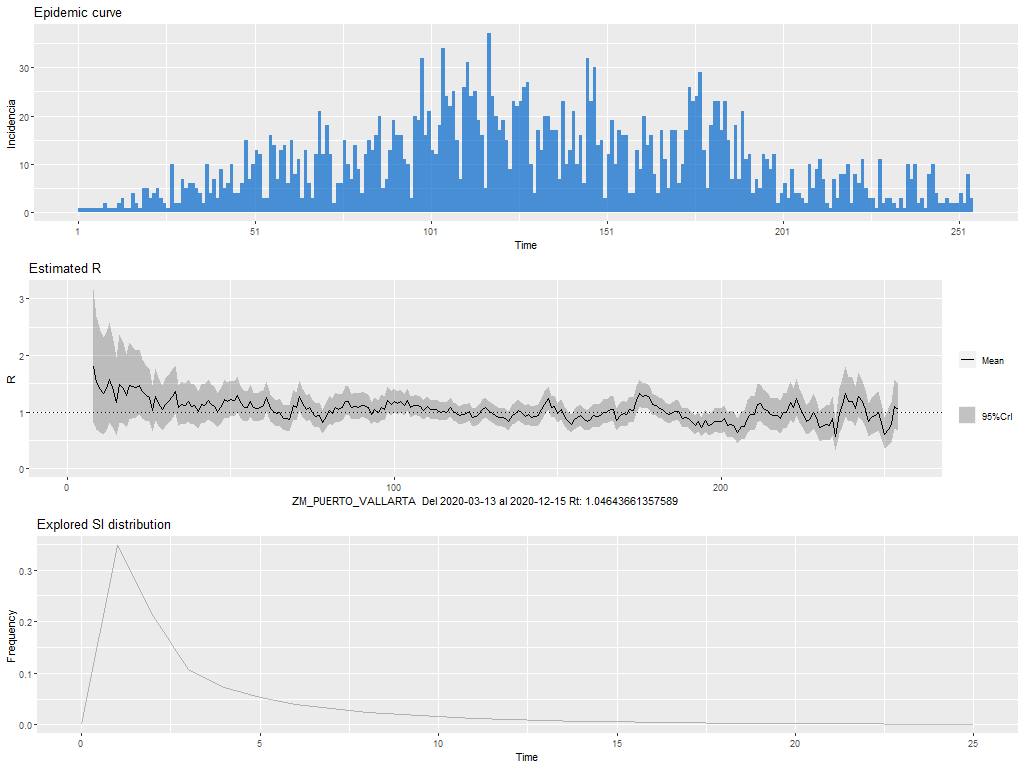 Epidemic curve
Incidencia
30
20
10
0
1
51
101
151
201
251
Time
Estimated R
R
3
2
1
0
0
100
200
Mean
95%CrI
ZM_PUERTO_VALLARTA Del 2020-03-13 al 2020-12-15 Rt: 1.04643661357589
Explored SI distribution
Frequency
0.3
0.2
0.1
0.0
0
5
10
15
20
25
Time